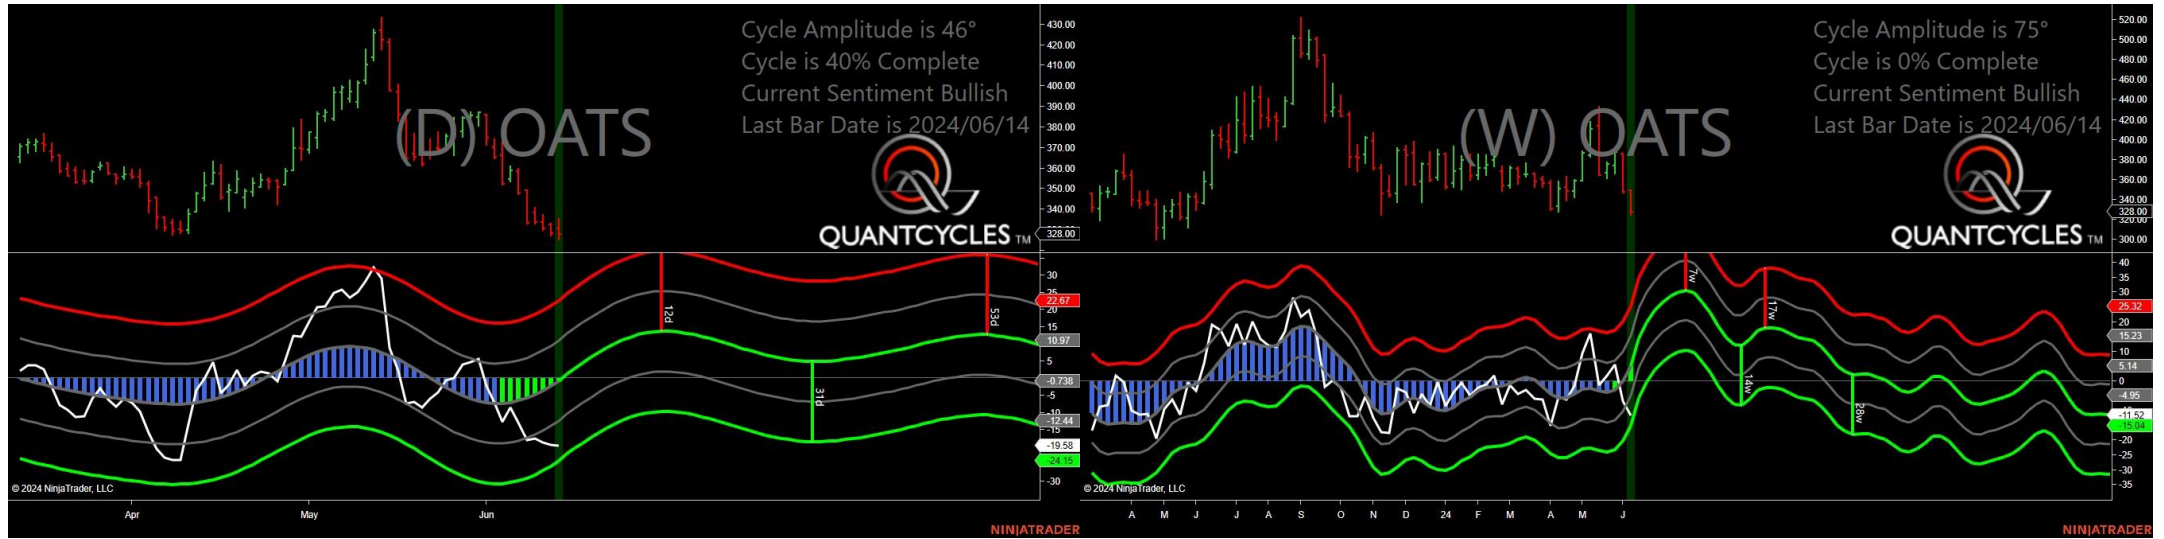 Cycle Amplitude is 46°
Cycle is 40% Complete
Current Sentiment Bullish
Last Bar Date is 2024/06/14
(D) OATS
QUANTCYCLES TM
430.00
420.00
410.00
400.00
390.00
380.00
370.00
360.00
350.00
340.00
328.00
30
25
22.67
20
15
10.97
5
-0.738
-5
-10
-12.44
-15
-19.58
-24.15
-30
12d
31d
53d
© 2024 NinjaTrader, LLC
Apr
May
Jun
NINJATRADER
Cycle Amplitude is 75°
Cycle is 0% Complete
Current Sentiment Bullish
Last Bar Date is 2024/06/14
(W) OATS
QUANTCYCLES TM
520.00
500.00
480.00
460.00
440.00
420.00
400.00
380.00
360.00
340.00
328.00
320.00
300.00
40
35
30
25.32
20
15.23
10
5.14
0
-4.95
-11.52
-15.04
-20
-25
-30
-35
7w
17w
14w
28w
© 2024 NinjaTrader, LLC
A M J J A S O N D 24 F M A M J
NINJATRADER